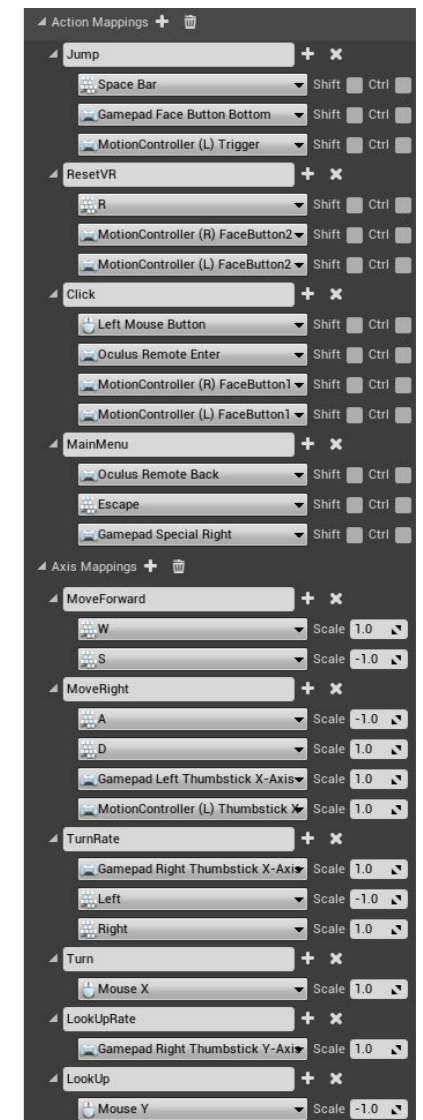 Action Mappings
Jump
Space Bar Shift Ctrl
Gamepad Face Button Bottom Shift Ctrl
MotionController (L) Trigger Shift Ctrl
ResetVR
R Shift Ctrl
MotionController (R) FaceButton2 Shift Ctrl
MotionController (L) FaceButton2 Shift Ctrl
Click
Left Mouse Button Shift Ctrl
Oculus Remote Enter Shift Ctrl
MotionController (R) FaceButton1 Shift Ctrl
MotionController (L) FaceButton1 Shift Ctrl
MainMenu
Oculus Remote Back Shift Ctrl
Escape Shift Ctrl
Gamepad Special Right Shift Ctrl
Axis Mappings
MoveForward
W Scale 1.0
S Scale -1.0
MoveRight
A Scale -1.0
D Scale 1.0
Gamepad Left Thumbstick X-Axis Scale 1.0
MotionController (L) Thumbstick X Scale 1.0
TurnRate
Gamepad Right Thumbstick X-Axis Scale 1.0
Left Scale -1.0
Right Scale 1.0
Turn
Mouse X Scale 1.0
LookUpRate
Gamepad Right Thumbstick Y-Axis Scale 1.0
LookUp
Mouse Y Scale -1.0